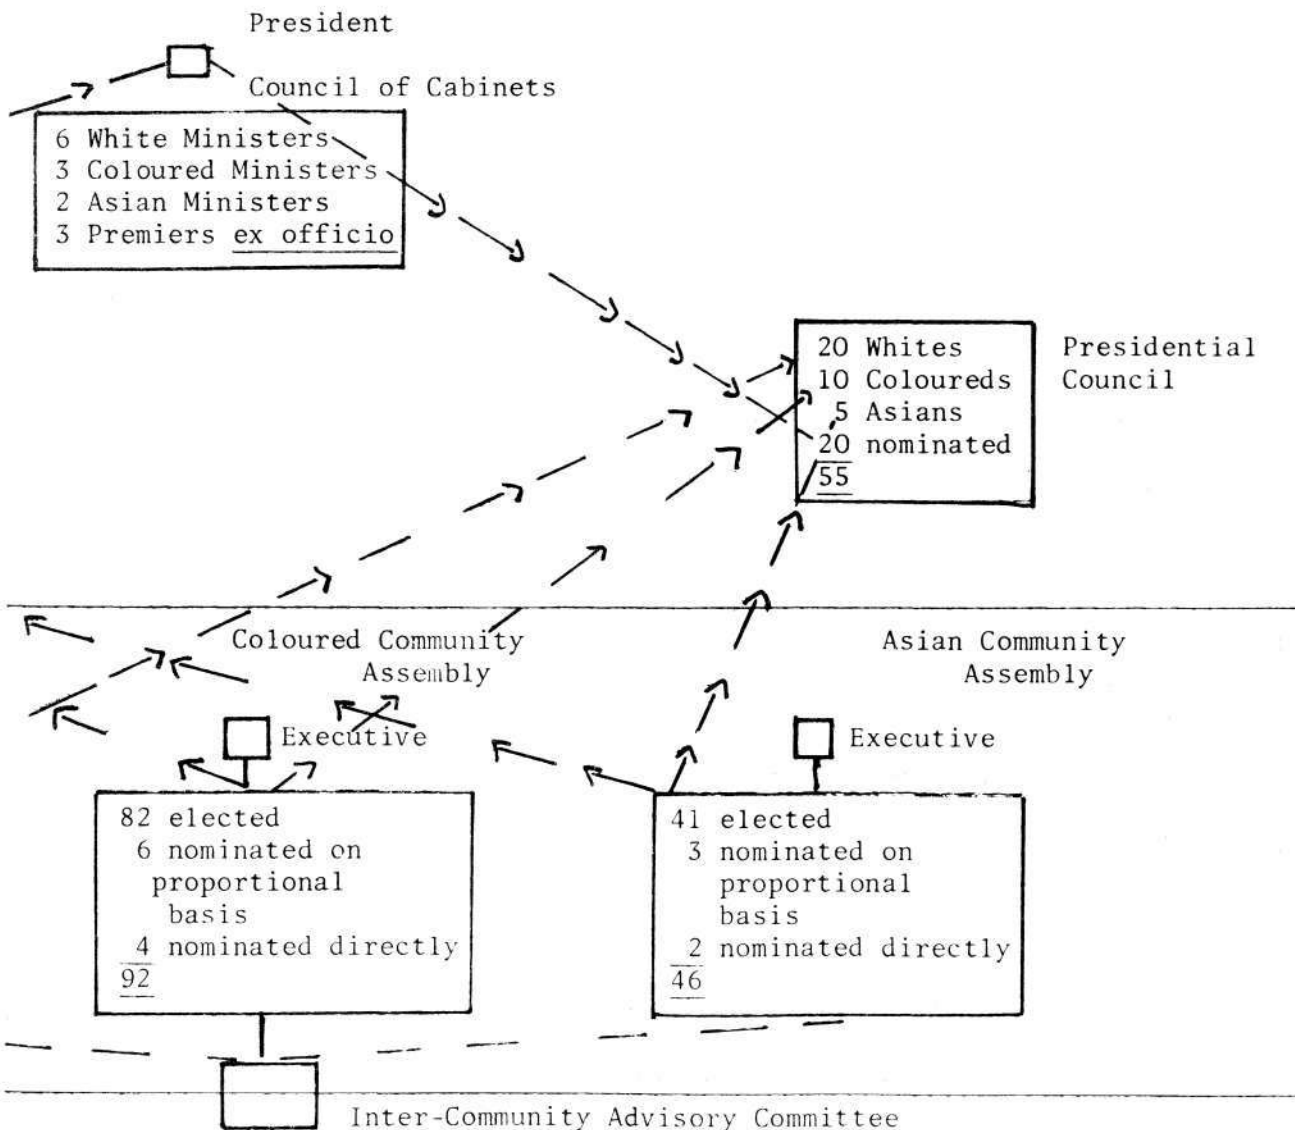 President
Council of Cabinets
6 White Ministers
3 Coloured Ministers
2 Asian Ministers
3 Premiers ex officio
20 Whites
10 Coloureds
5 Asians
20 nominated
55
Presidential
Council
Coloured Community
Assembly
Asian Community
Assembly
Executive
Executive
82 elected
6 nominated on
proportional
basis
4 nominated directly
92
41 elected
3 nominated on
proportional
basis
2 nominated directly
46
Inter-Community Advisory Committee